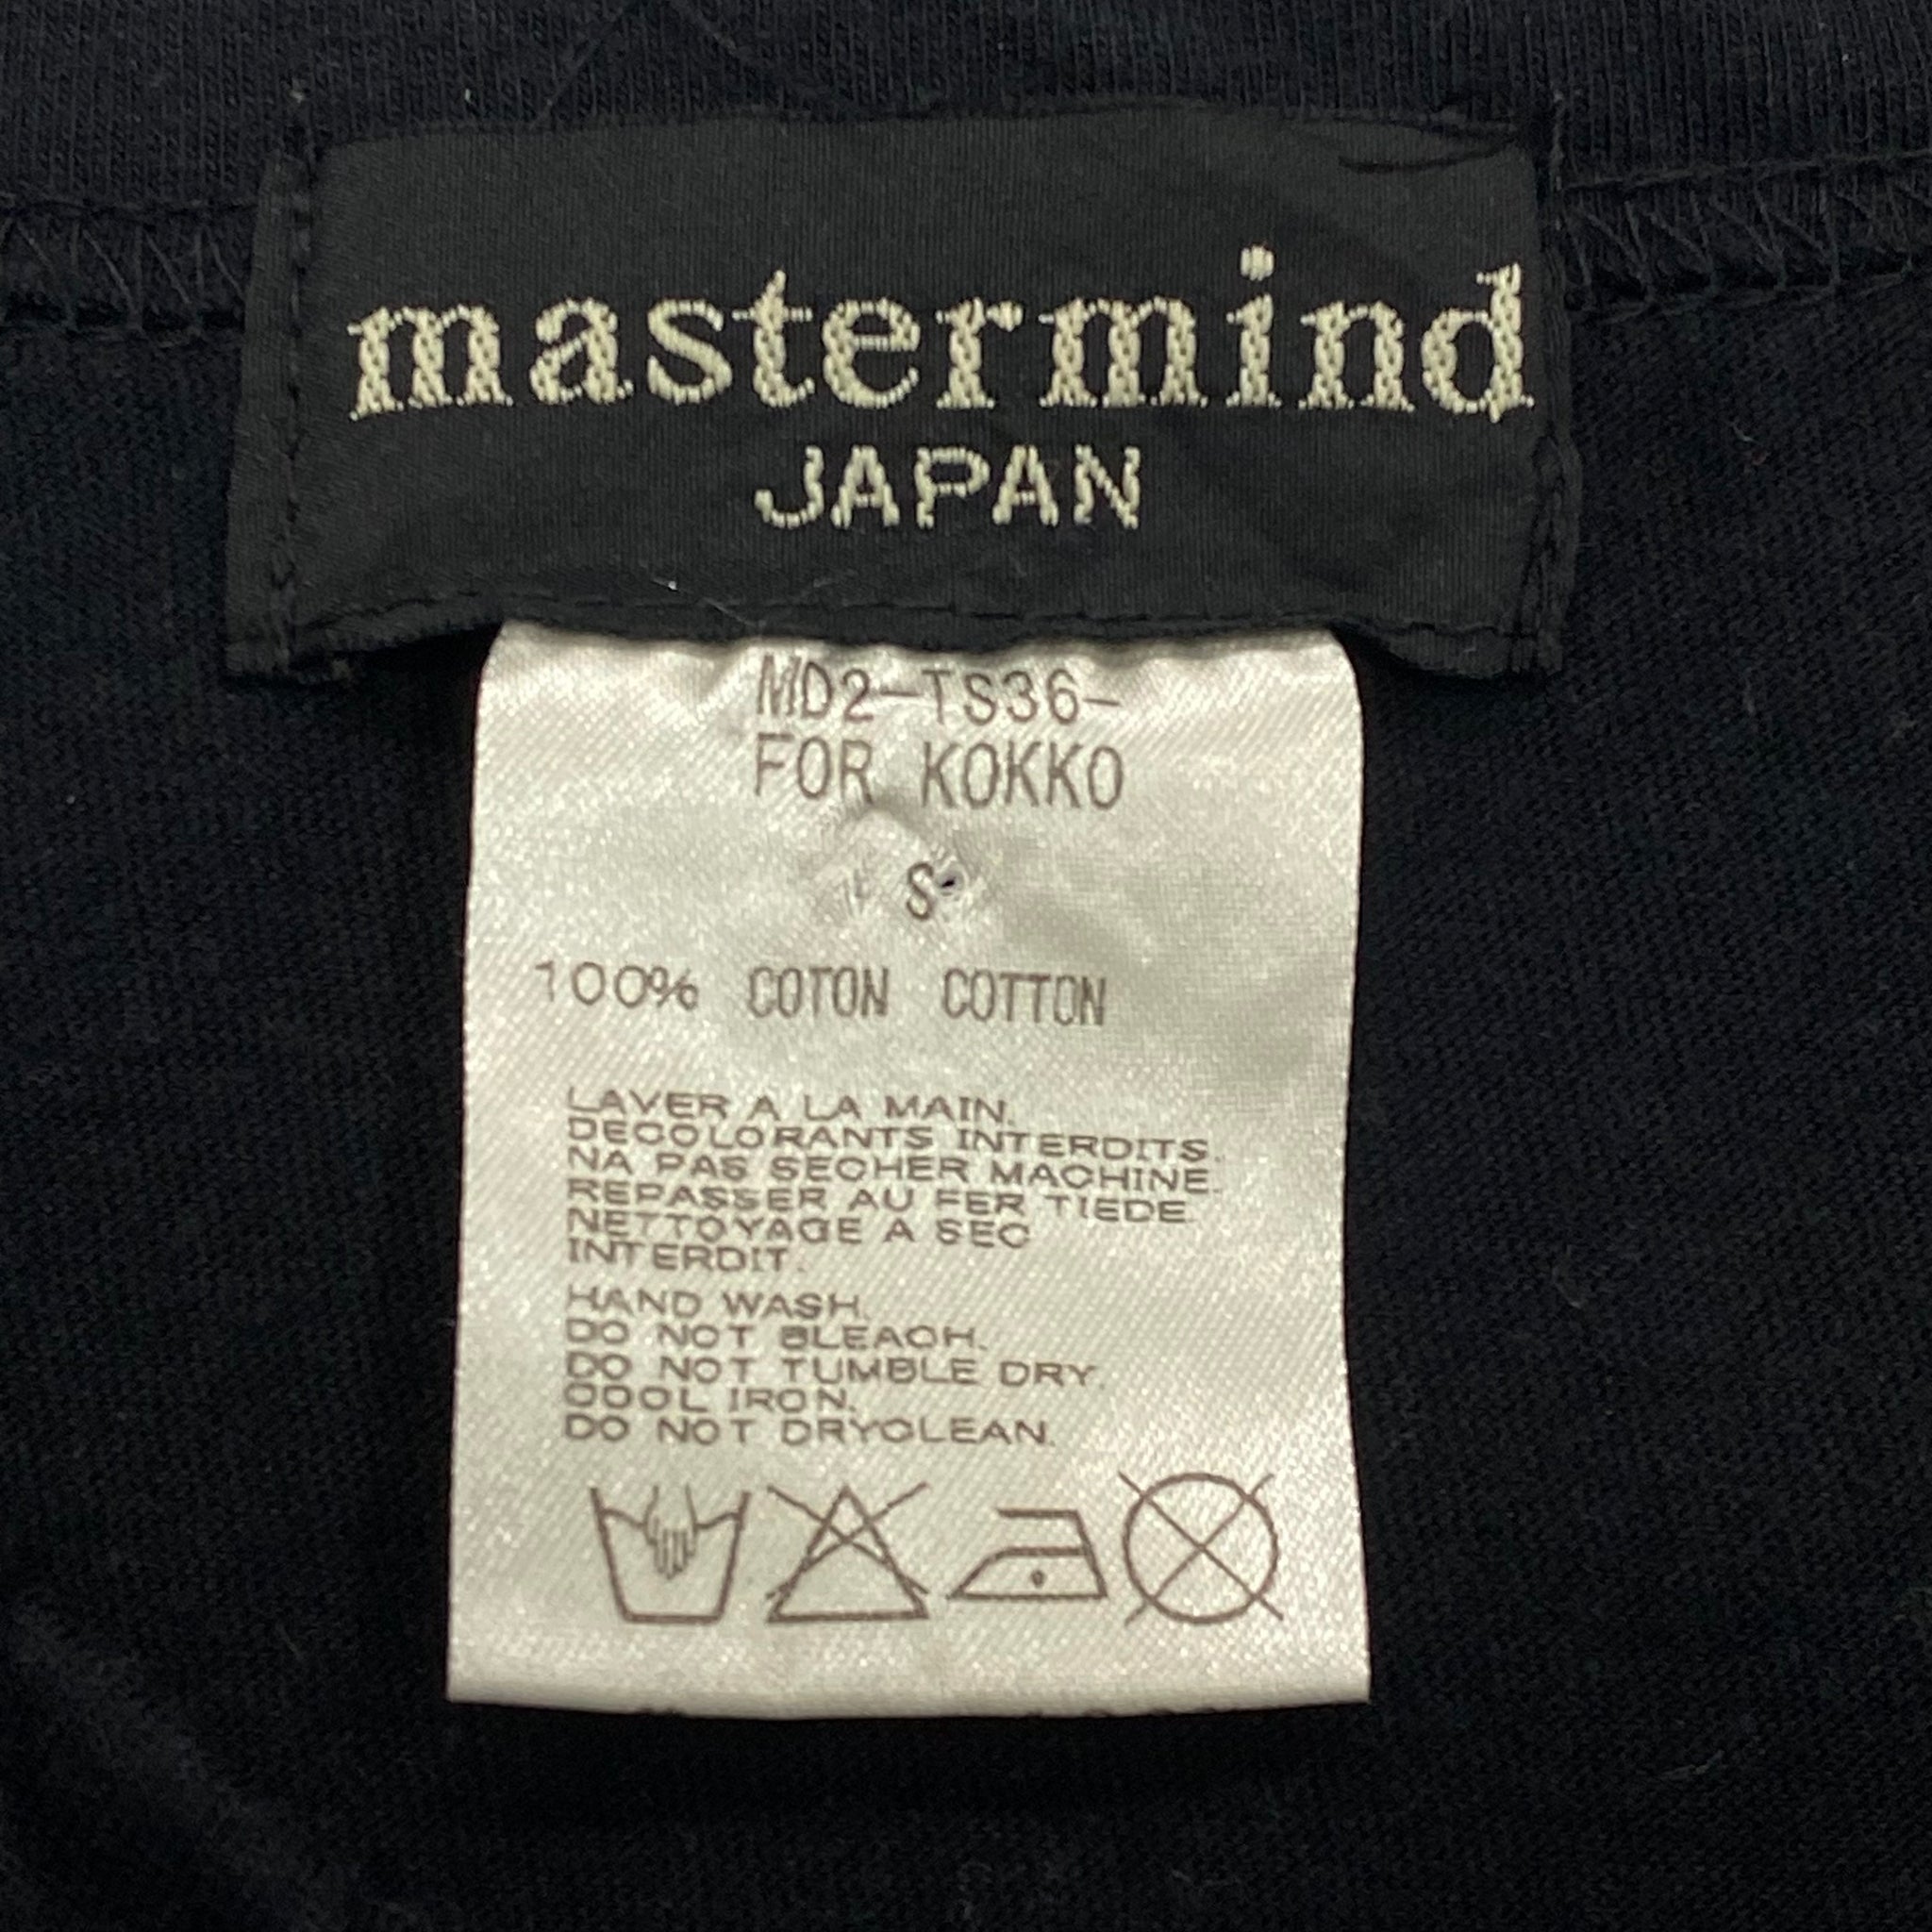 mastermind
JAPAN
MD2-TS36-
FOR KOKKO
S
100% COTON COTTON
LAVER A LA MAIN.
DECOLORANTS INTERDITS.
NA PAS SECHER MACHINE.
REPASSER AU FER TIEDE.
NETTOYAGE A SEC
INTERDIT.
HAND WASH.
DO NOT BLEACH.
DO NOT TUMBLE DRY.
COOL IRON.
DO NOT DRYCLEAN.